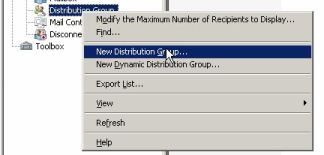 Mailbox
Distribution Group
Mail Cont
Disconne
Toolbox
Modify the Maximum Number of Recipients to Display...
Find...
New Distribution Group...
New Dynamic Distribution Group...
Export List...
View
Refresh
Help